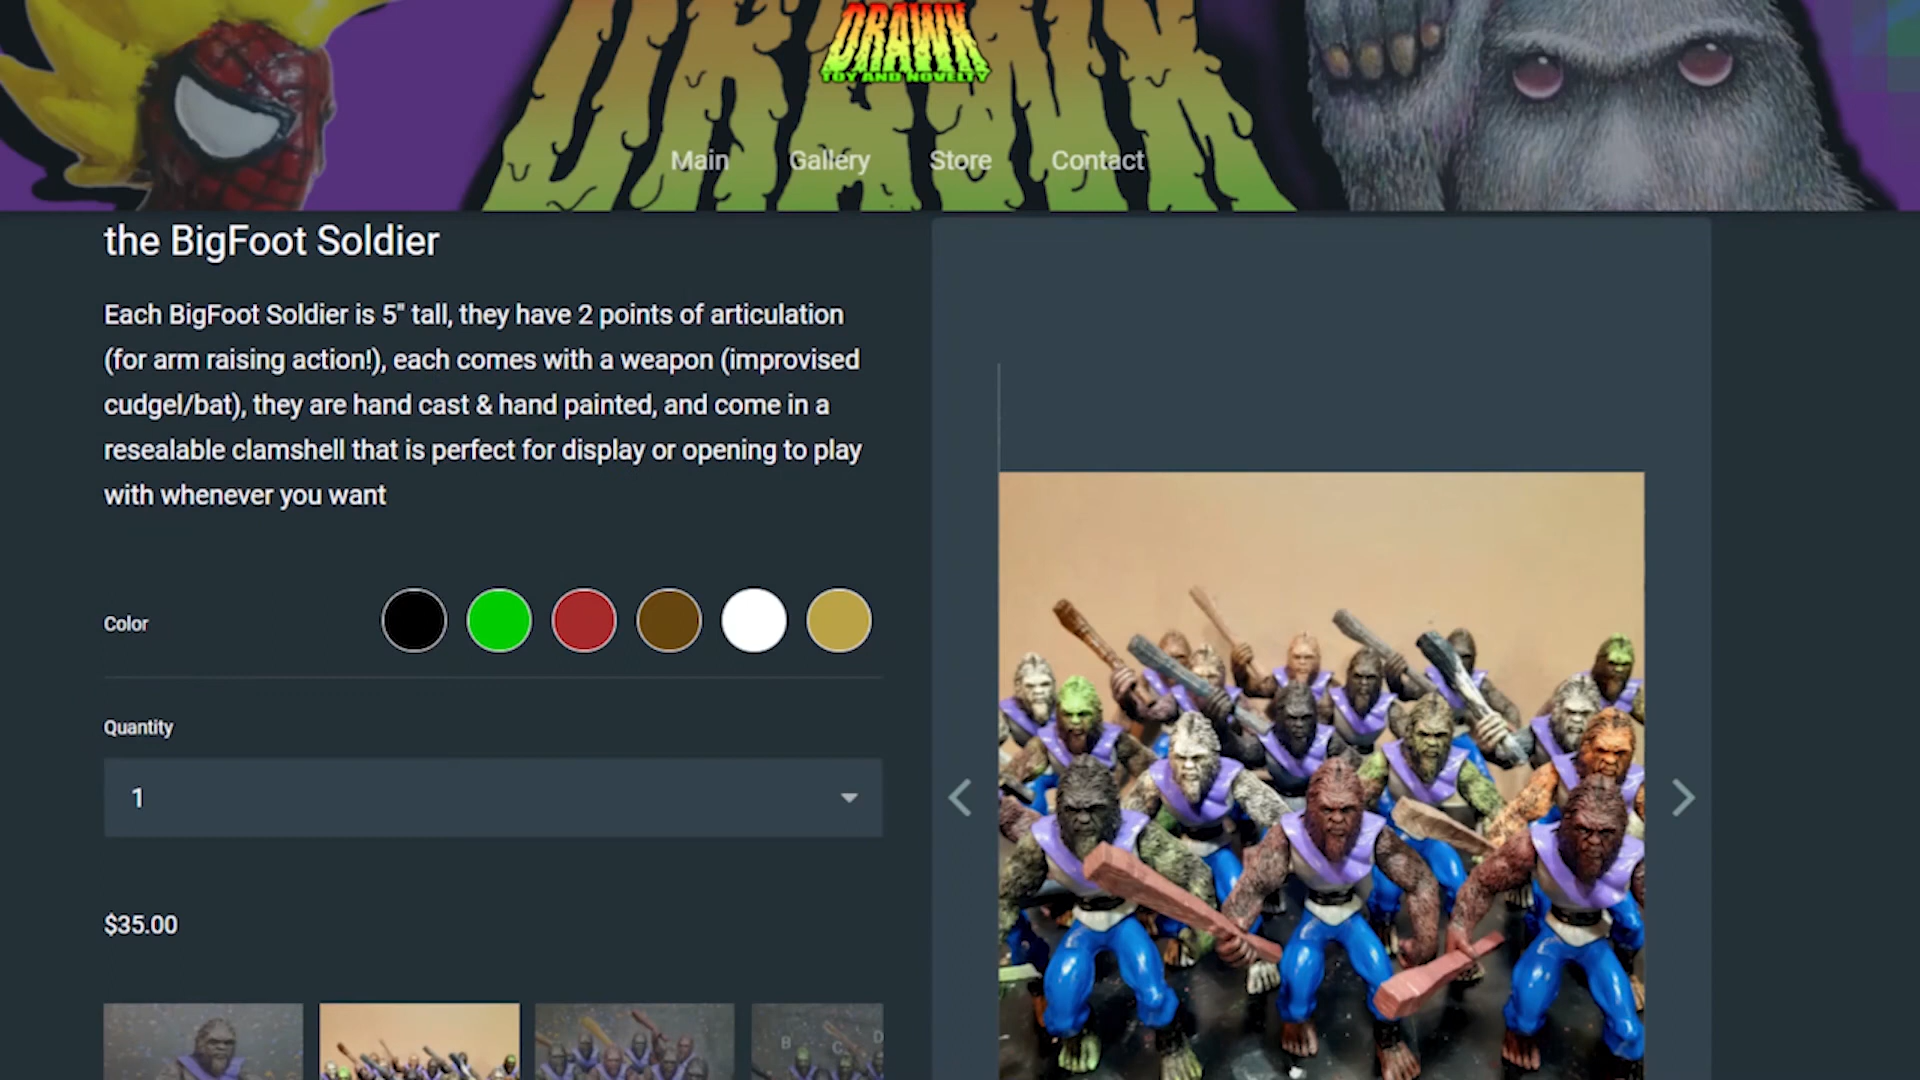 DRAWN
DRAWN
TOY AND NOVELTY
Main Gallery Store Contact
the BigFoot Soldier
Each BigFoot Soldier is 5" tall, they have 2 points of articulation
(for arm raising action!), each comes with a weapon (improvised
cudgel/bat), they are hand cast & hand painted, and come in a
resealable clamshell that is perfect for display or opening to play
with whenever you want
Color
Quantity
1
$35.00
B C D